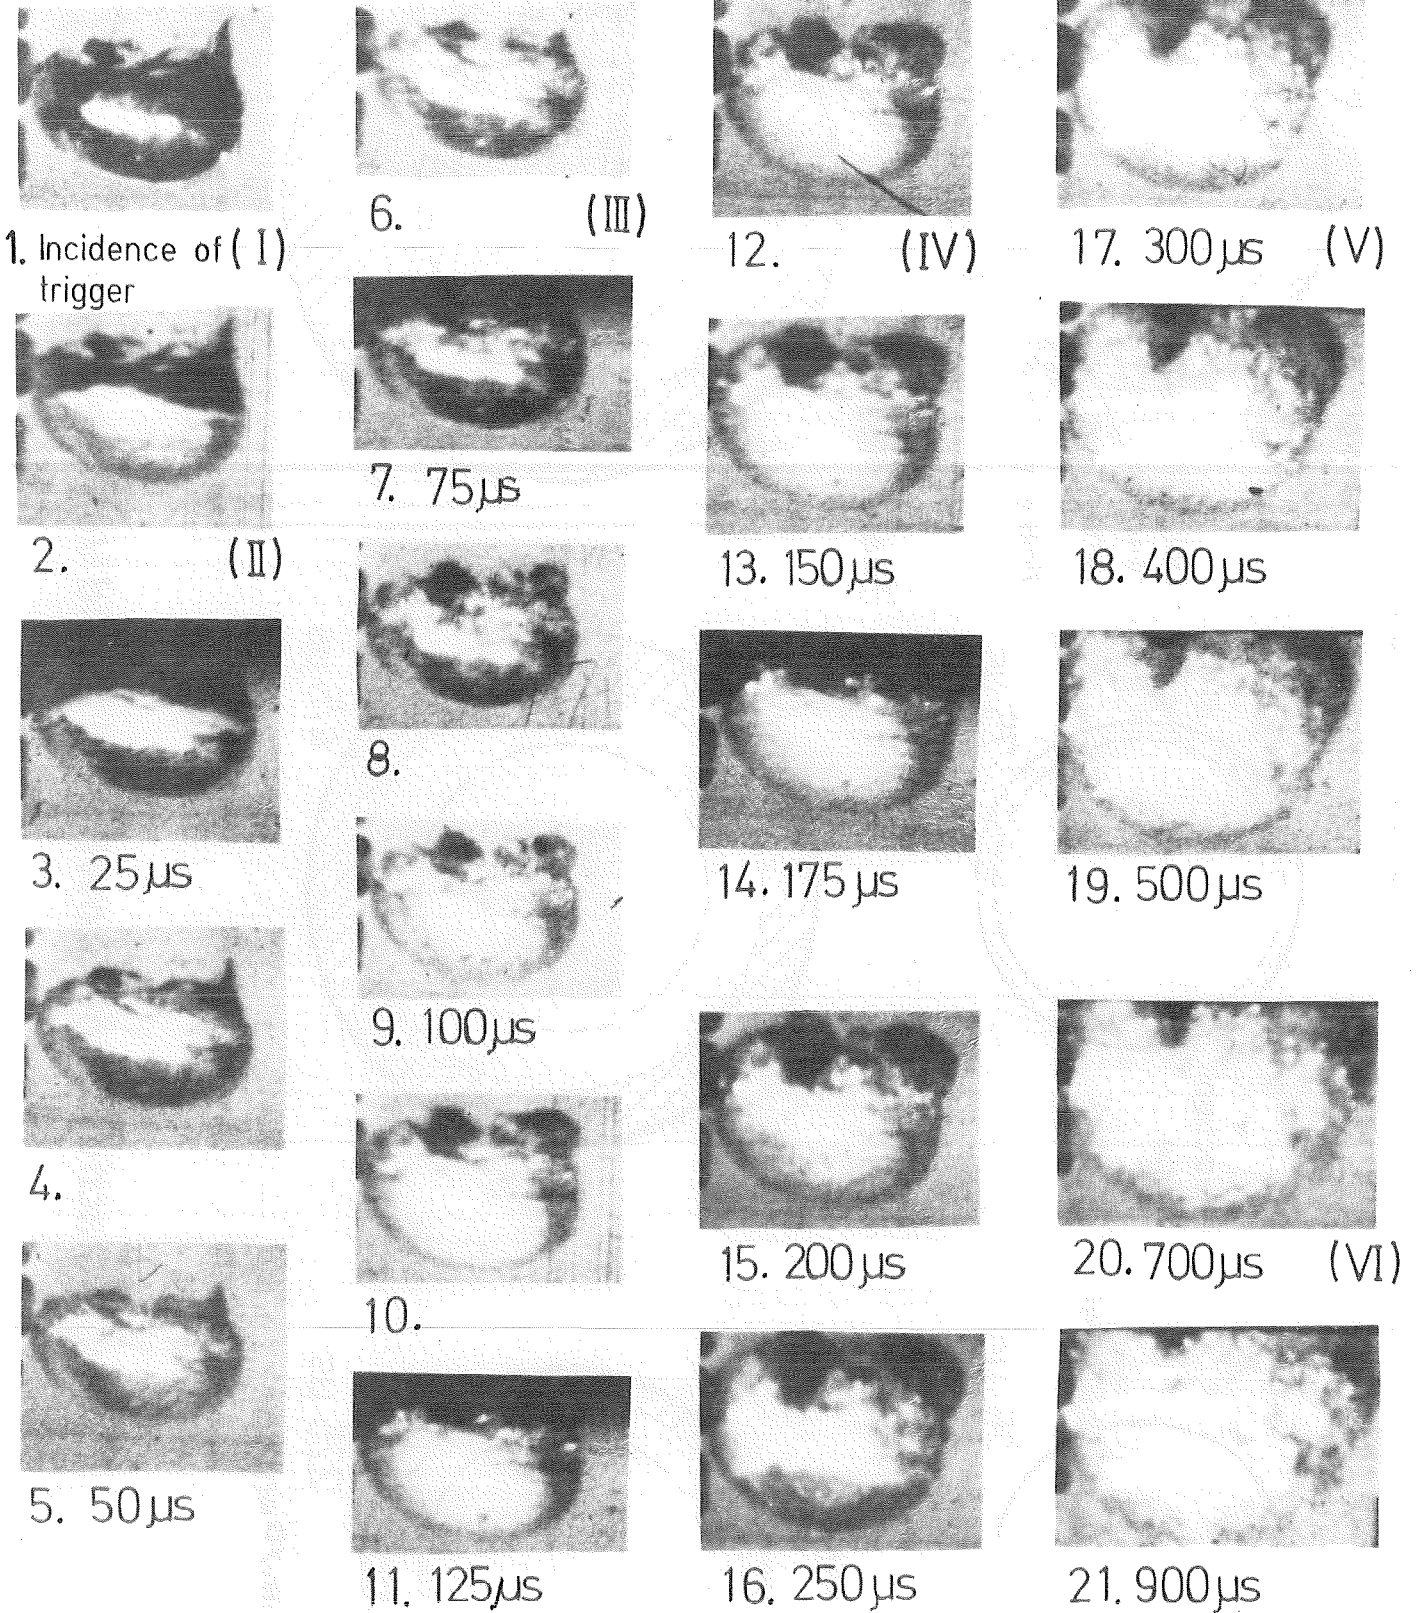 1. Incidence of (I)
trigger
2. (II)
3. 25µs
4.
5. 50µs
6. (III)
7. 75µs
8.
9. 100µs
10.
11. 125µs
12. (IV)
13. 150µs
14. 175µs
15. 200µs
16. 250µs
17. 300µs (V)
18. 400µs
19. 500µs
20. 700µs (VI)
21. 900µs